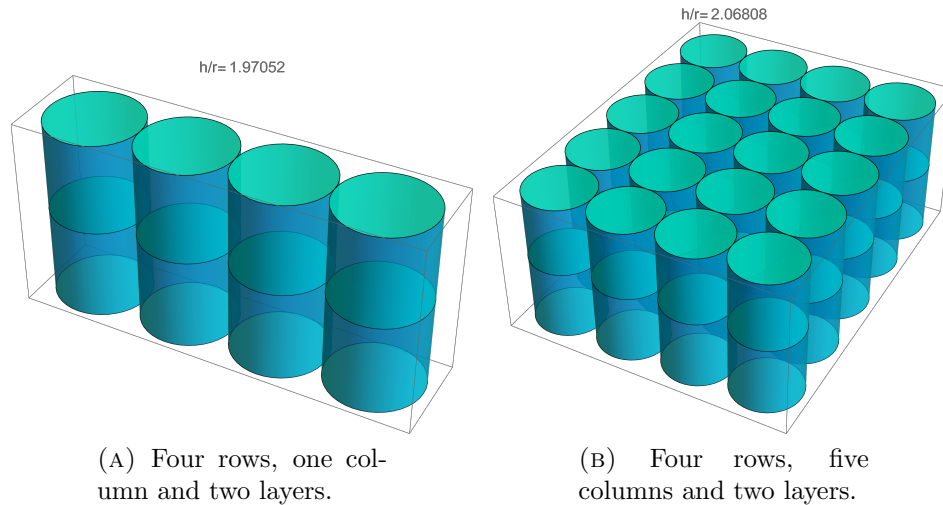 h/r= 2.06808
h/r= 1.97052
(A) Four rows, one col-
umn and two layers.
(B) Four rows, five
columns and two layers.